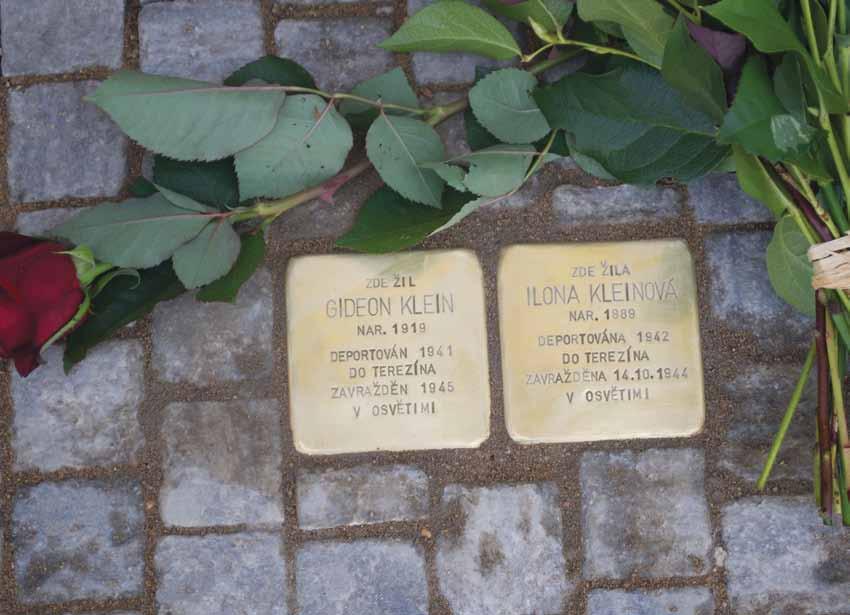 ZDE ŽIL
GIDEON KLEIN
NAR. 1919
DEPORTOVÁN 1941
DO TEREZÍNA
ZAVRAŽDĚN 1945
V OSVĚTIMI
ZDE ŽILA
ILONA KLEINOVÁ
NAR. 1889
DEPORTOVÁNA 1942
DO TEREZÍNA
ZAVRAŽDĚNA 14.10.1944
V OSVĚTIMI